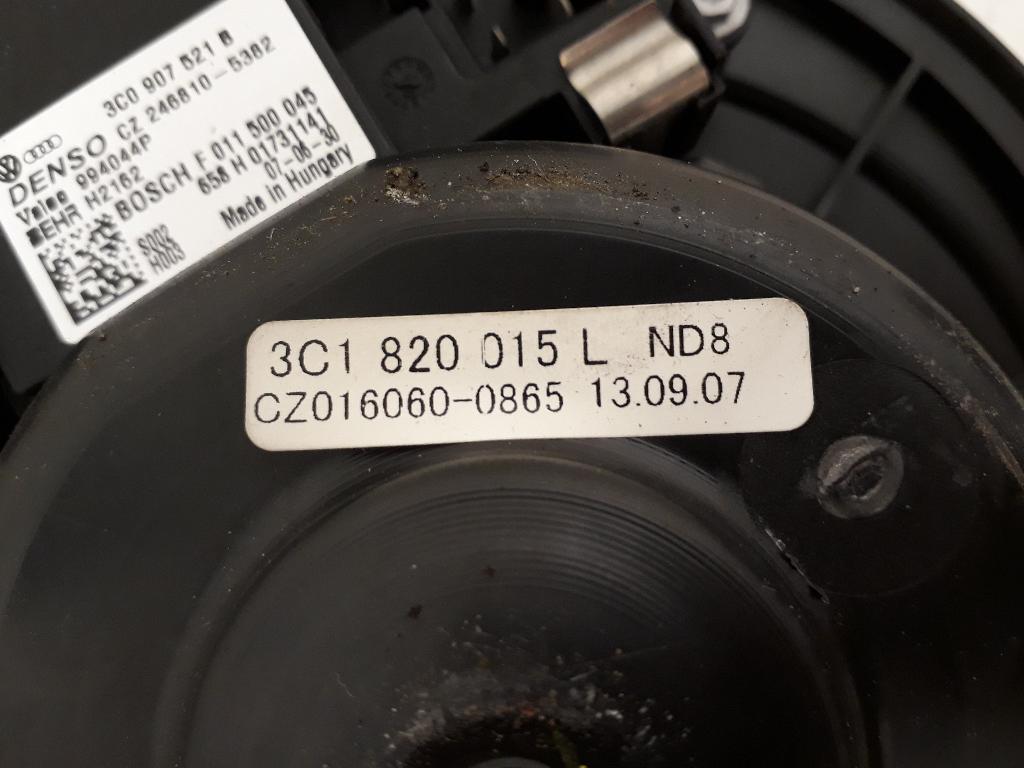 3C0 907 521 B
DENSO CZ 246810-5382
Valeo 994044P
BEHR H2162
BOSCH F 011 500 045
658 H 01731141
07-06-30
Made in Hungary
S002
H003
3C1 820 015 L ND8
CZ016060-0865 13.09.07